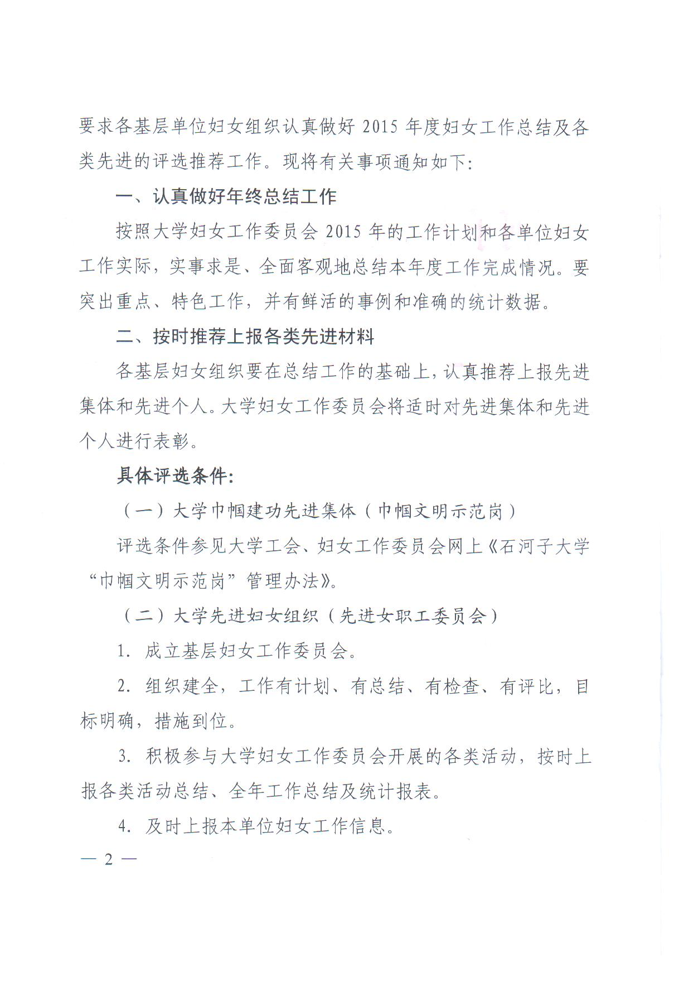 要求各基层单位妇女组织认真做好 2015 年度妇女工作总结及各
类先进的评选推荐工作。现将有关事项通知如下：
一、认真做好年终总结工作
按照大学妇女工作委员会 2015 年的工作计划和各单位妇女
工作实际，实事求是、全面客观地总结本年度工作完成情况。要
突出重点、特色工作，并有鲜活的事例和准确的统计数据。
二、按时推荐上报各类先进材料
各基层妇女组织要在总结工作的基础上，认真推荐上报先进
集体和先进个人。大学妇女工作委员会将适时对先进集体和先进
个人进行表彰。
具体评选条件：
（一）大学巾帼建功先进集体（巾帼文明示范岗）
评选条件参见大学工会、妇女工作委员会网上《石河子大学
“巾帼文明示范岗”管理办法》。
（二）大学先进妇女组织（先进女职工委员会）
1. 成立基层妇女工作委员会。
2. 组织建全，工作有计划、有总结、有检查、有评比，目
标明确，措施到位。
3. 积极参与大学妇女工作委员会开展的各类活动，按时上
报各类活动总结、全年工作总结及统计报表。
4. 及时上报本单位妇女工作信息。
— 2 —